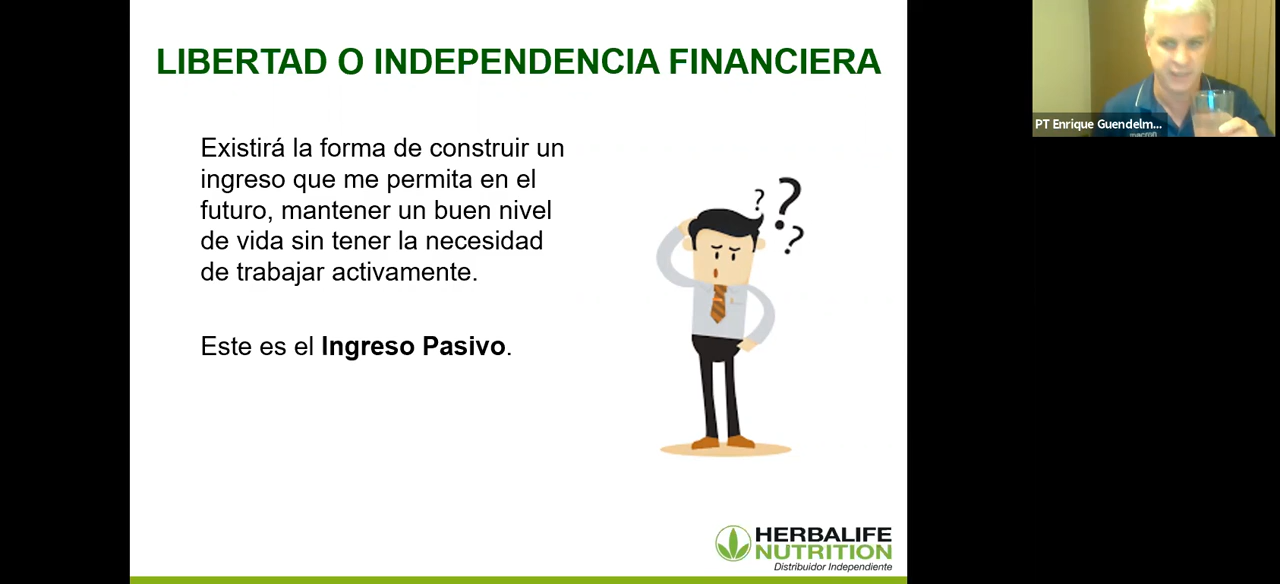 LIBERTAD O INDEPENDENCIA FINANCIERA
Existirá la forma de construir un
ingreso que me permita en el
futuro, mantener un buen nivel
de vida sin tener la necesidad
de trabajar activamente.
Este es el Ingreso Pasivo.
? ? ?
HERBALIFE
NUTRITION
Distribuidor Independiente
PT Enrique Guendelm...
macron